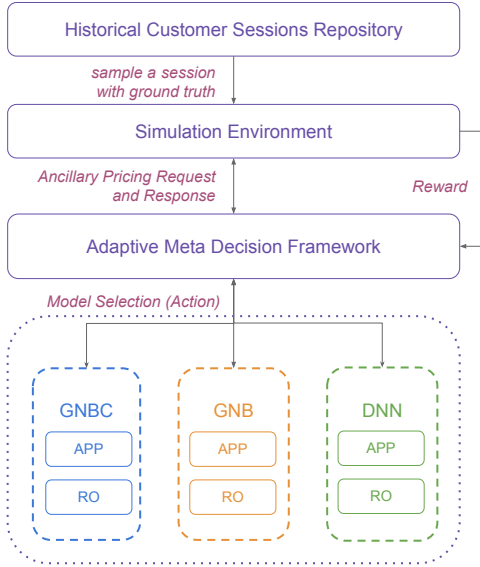 Historical Customer Sessions Repository
sample a session
with ground truth
Simulation Environment
Ancillary Pricing Request
and Response
Reward
Adaptive Meta Decision Framework
Model Selection (Action)
GNBC
GNB
DNN
APP
APP
APP
RO
RO
RO